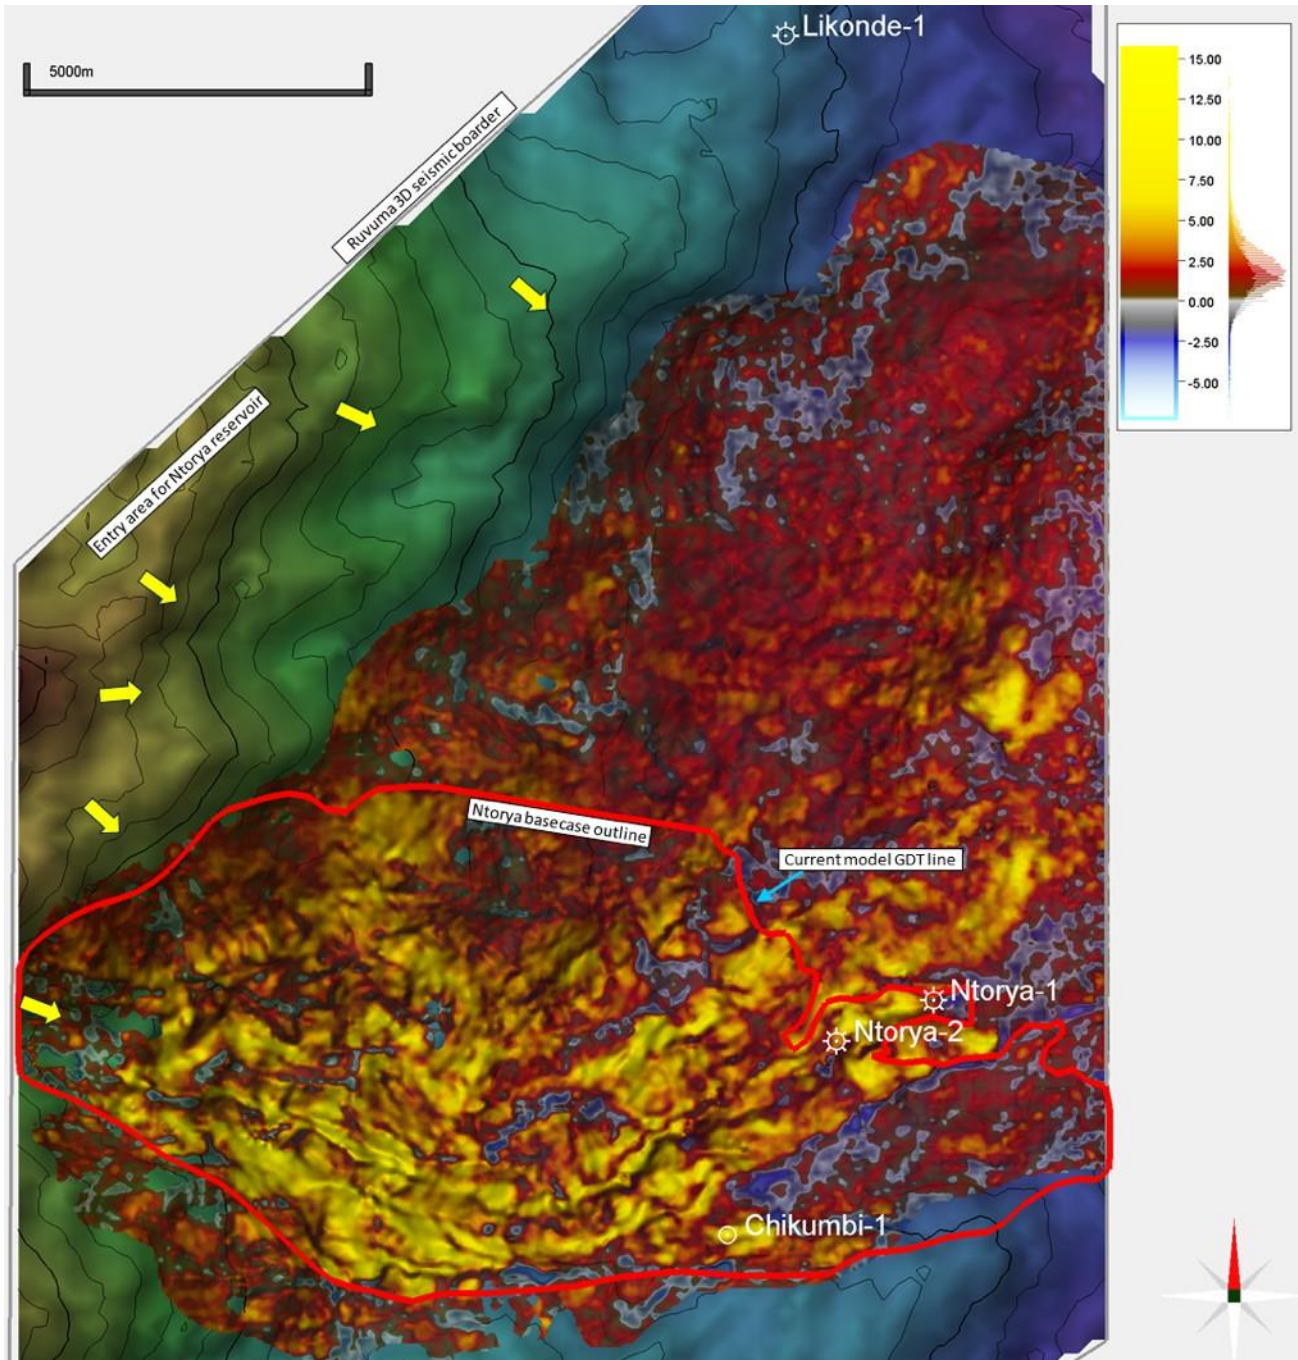 Likonde-1
5000m
Ruvuma 3D seismic boarder
15.00
12.50
10.00
7.50
5.00
2.50
0.00
-2.50
-5.00
Entry area for Ntorya reservoir
Ntorya basecase outline
Current model GDT line
Ntorya-1
Ntorya-2
Chikumbi-1